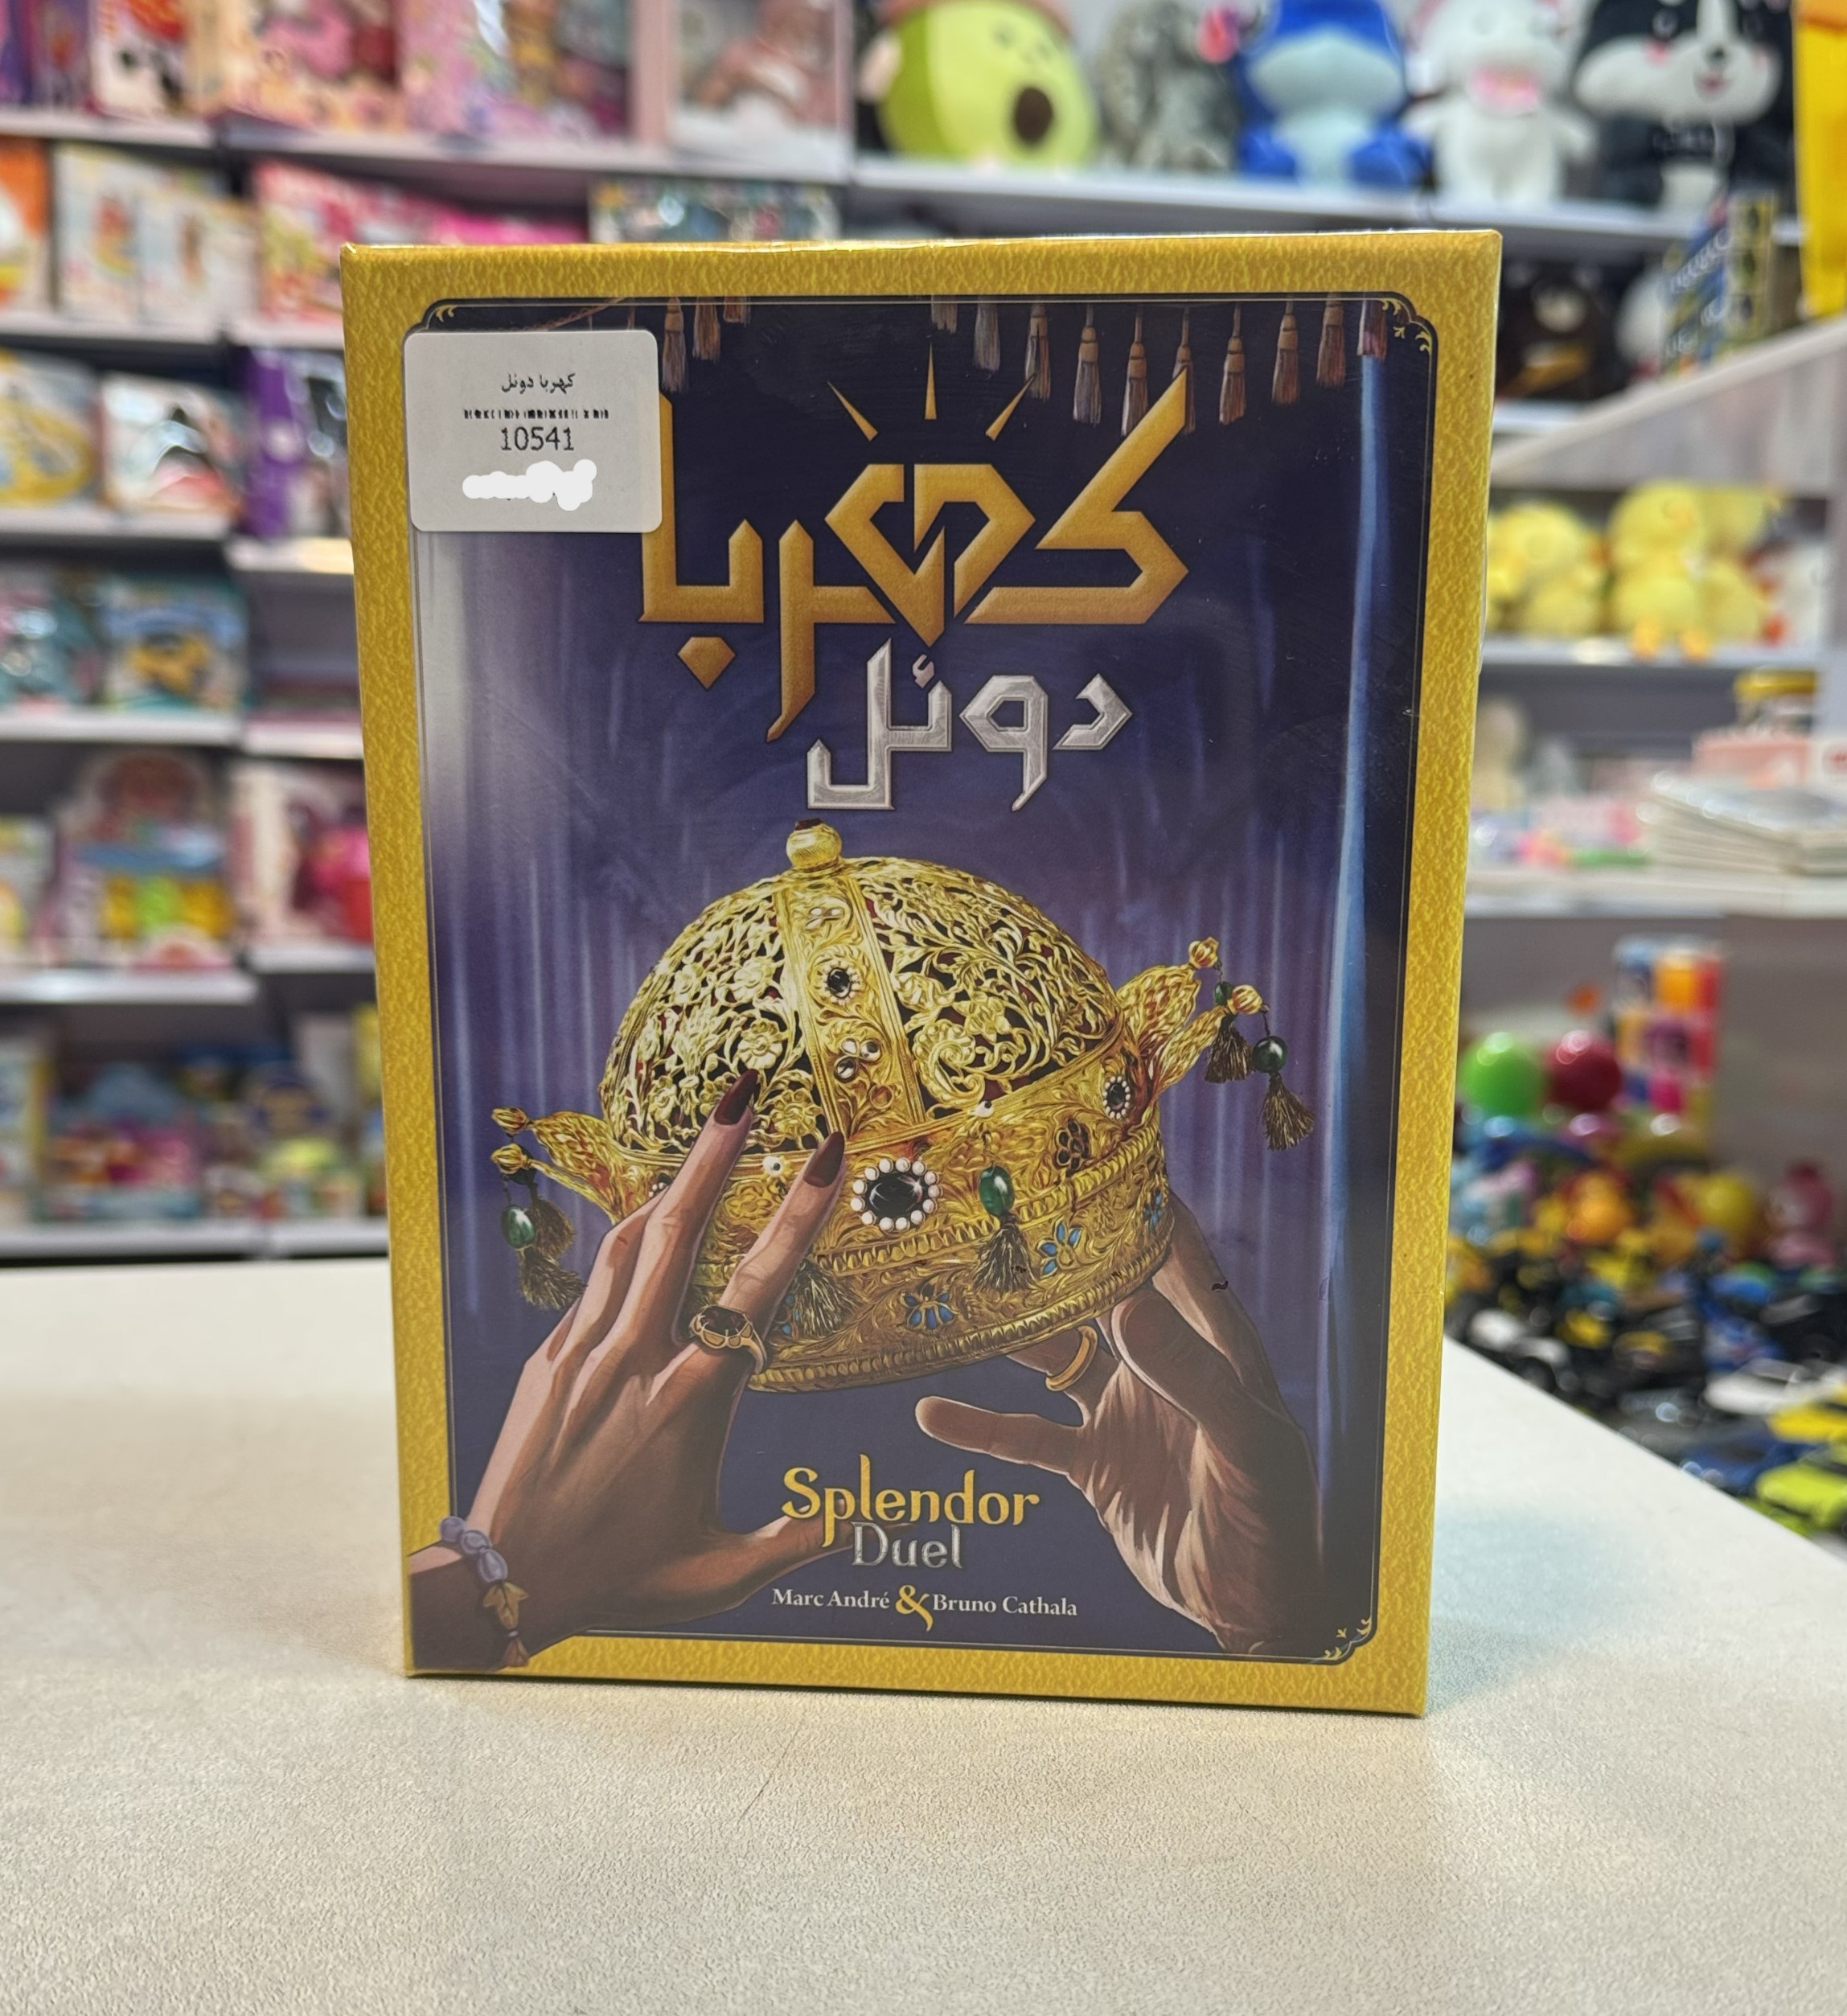 کهربا دوئل
10541
کهربا
دوئل
Splendor
Duel
Marc André & Bruno Cathala